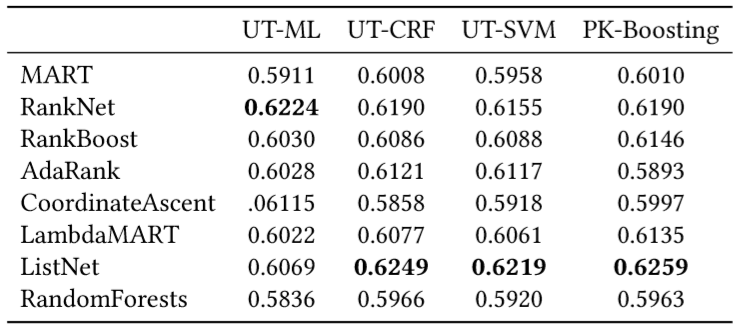 UT-ML UT-CRF UT-SVM PK-Boosting
MART 0.5911 0.6008 0.5958 0.6010
RankNet 0.6224 0.6190 0.6155 0.6190
RankBoost 0.6030 0.6086 0.6088 0.6146
AdaRank 0.6028 0.6121 0.6117 0.5893
CoordinateAscent .06115 0.5858 0.5918 0.5997
LambdaMART 0.6022 0.6077 0.6061 0.6135
ListNet 0.6069 0.6249 0.6219 0.6259
RandomForests 0.5836 0.5966 0.5920 0.5963